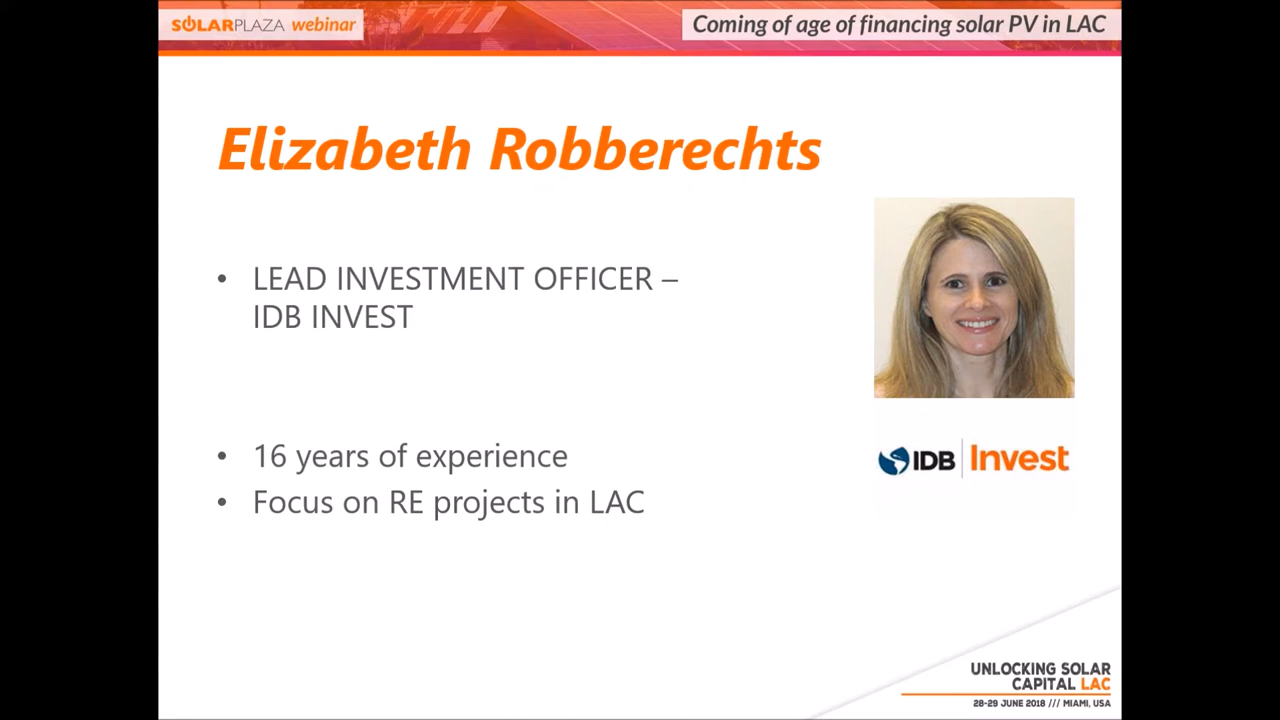 SOLARPLAZA webinar
Coming of age of financing solar PV in LAC
Elizabeth Robberechts
• LEAD INVESTMENT OFFICER –
IDB INVEST
• 16 years of experience
• Focus on RE projects in LAC
IDB Invest
UNLOCKING SOLAR
CAPITAL LAC
28-29 JUNE 2018 /// MIAMI, USA